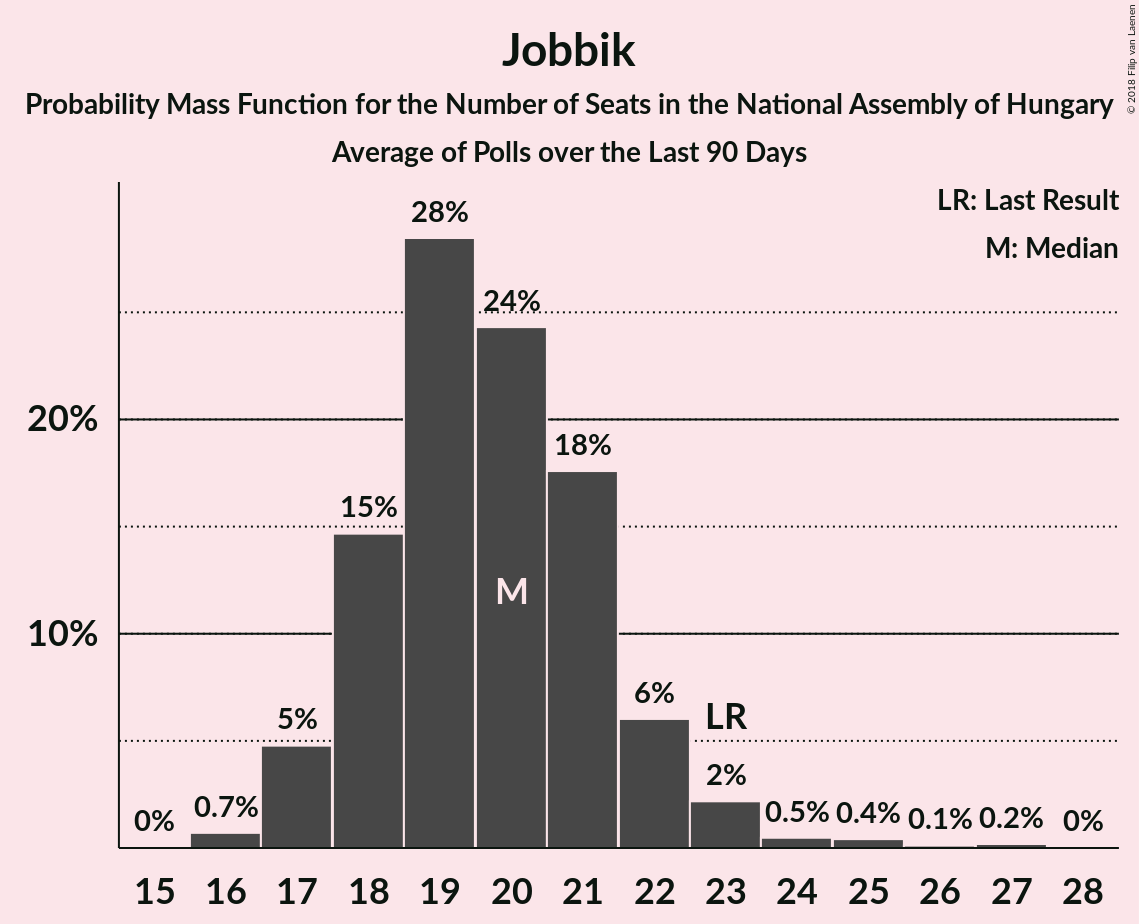 Jobbik
Probability Mass Function for the Number of Seats in the National Assembly of Hungary
Average of Polls over the Last 90 Days
© 2018 Filip van Laenen
LR: Last Result
M: Median
28%
24%
20%
18%
15%
M
10%
6%
LR
5%
2%
0%
0.7%
0.5%
0.4%
0.1%
0.2%
0%
15 16 17 18 19 20 21 22 23 24 25 26 27 28